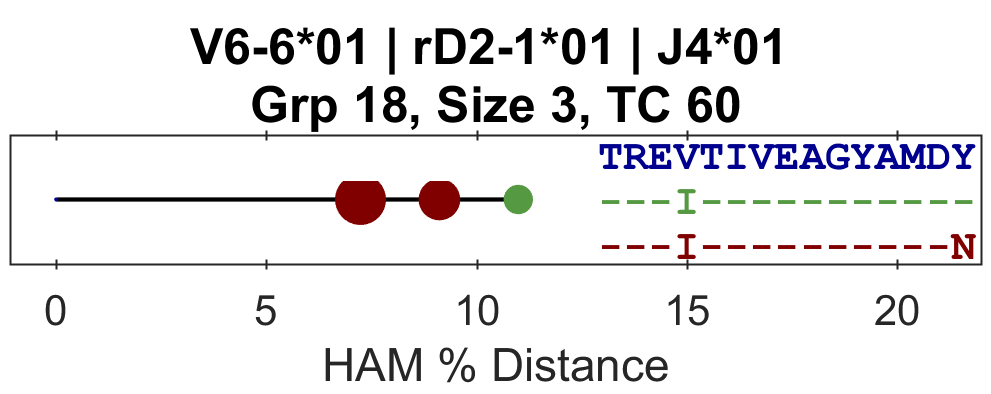 V6-6*01 | rD2-1*01 | J4*01
Grp 18, Size 3, TC 60
TREVTIVEAGYAMDY
---I-----------
---I----------N
0 5 10 15 20
HAM % Distance